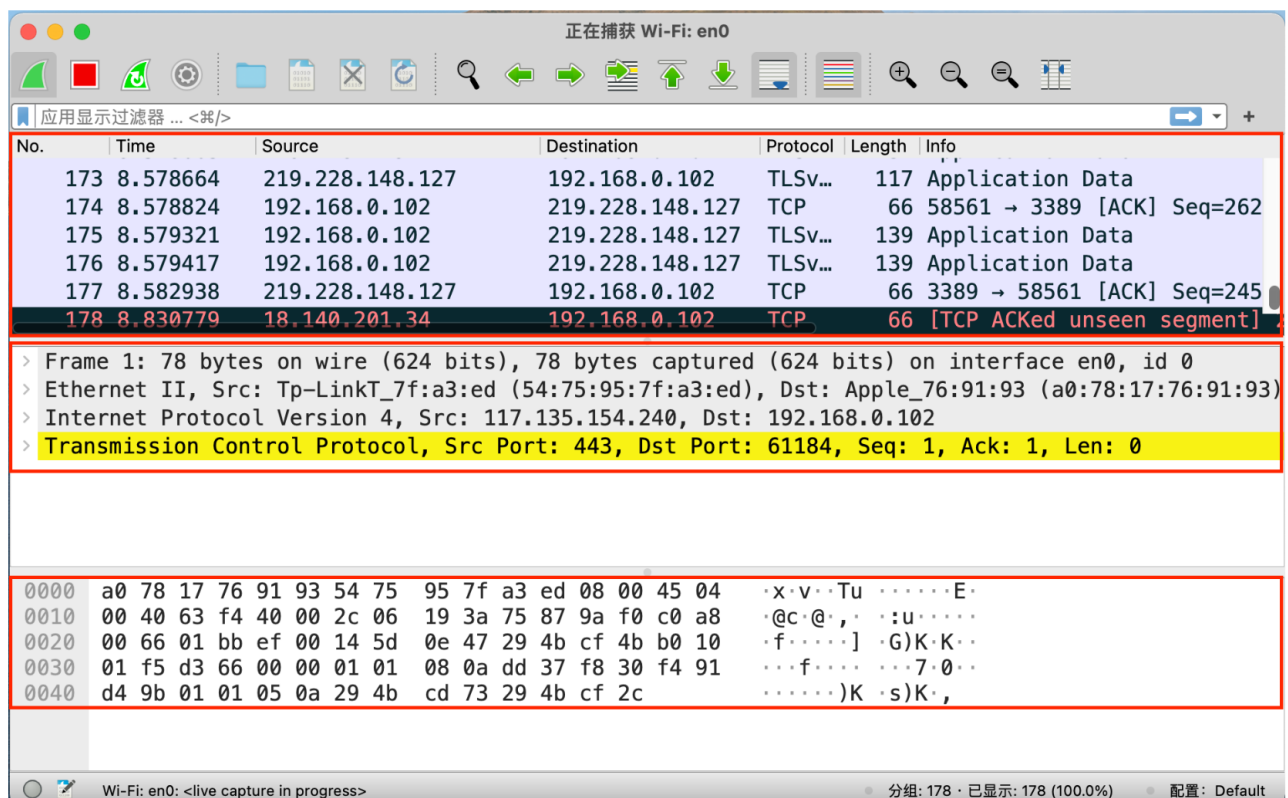 正在捕获 Wi-Fi: en0
应用显示过滤器 ... <⌘/>
No. Time Source Destination Protocol Length Info
173 8.578664 219.228.148.127 192.168.0.102 TLSv… 117 Application Data
174 8.578824 192.168.0.102 219.228.148.127 TCP 66 58561 → 3389 [ACK] Seq=262
175 8.579321 192.168.0.102 219.228.148.127 TLSv… 139 Application Data
176 8.579417 192.168.0.102 219.228.148.127 TLSv… 139 Application Data
177 8.582938 219.228.148.127 192.168.0.102 TCP 66 3389 → 58561 [ACK] Seq=245
178 8.830779 18.140.201.34 192.168.0.102 TCP 66 [TCP ACKed unseen segment]
Frame 1: 78 bytes on wire (624 bits), 78 bytes captured (624 bits) on interface en0, id 0
Ethernet II, Src: Tp-LinkT_7f:a3:ed (54:75:95:7f:a3:ed), Dst: Apple_76:91:93 (a0:78:17:76:91:93)
Internet Protocol Version 4, Src: 117.135.154.240, Dst: 192.168.0.102
Transmission Control Protocol, Src Port: 443, Dst Port: 61184, Seq: 1, Ack: 1, Len: 0
0000 a0 78 17 76 91 93 54 75 95 7f a3 ed 08 00 45 04 ·x·v··Tu ······E·
0010 00 40 63 f4 40 00 2c 06 19 3a 75 87 9a f0 c0 a8 ·@c·@·,· ·:u·····
0020 00 66 01 bb ef 00 14 5d 0e 47 29 4b cf 4b b0 10 ·f·····] ·G)K·K··
0030 01 f5 d3 66 00 00 01 01 08 0a dd 37 f8 30 f4 91 ···f···· ···7·0··
0040 d4 9b 01 01 05 0a 29 4b cd 73 29 4b cf 2c ······)K ·s)K·,
Wi-Fi: en0: <live capture in progress> 分组: 178 · 已显示: 178 (100.0%) 配置: Default